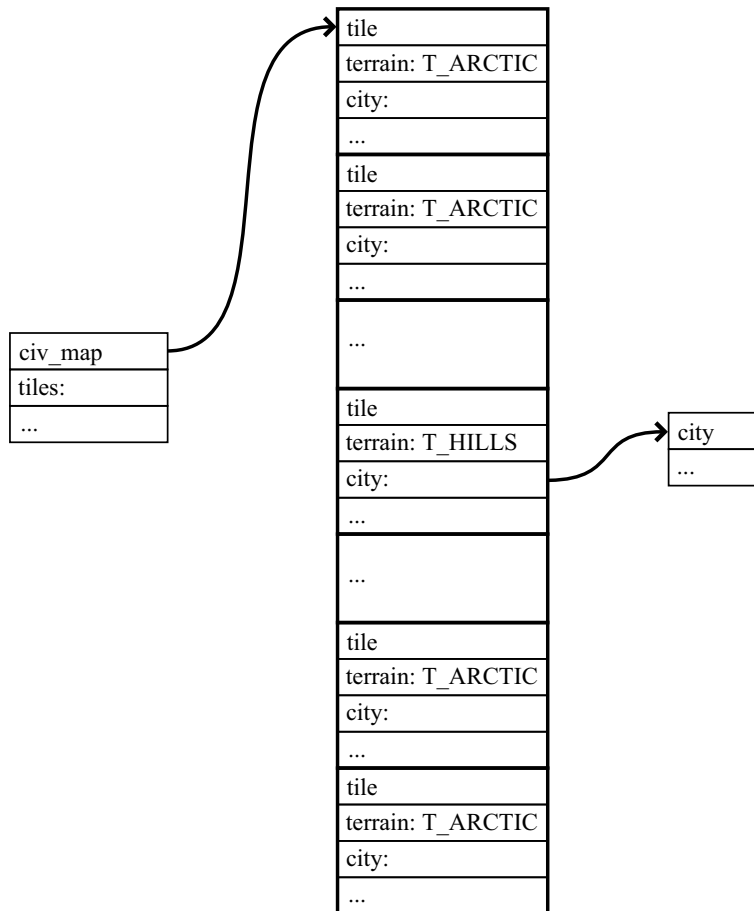 civ_map
tiles:
...
tile
terrain: T_ARCTIC
city:
...
tile
terrain: T_ARCTIC
city:
...
...
tile
terrain: T_HILLS
city:
...
...
tile
terrain: T_ARCTIC
city:
...
tile
terrain: T_ARCTIC
city:
...
city
...